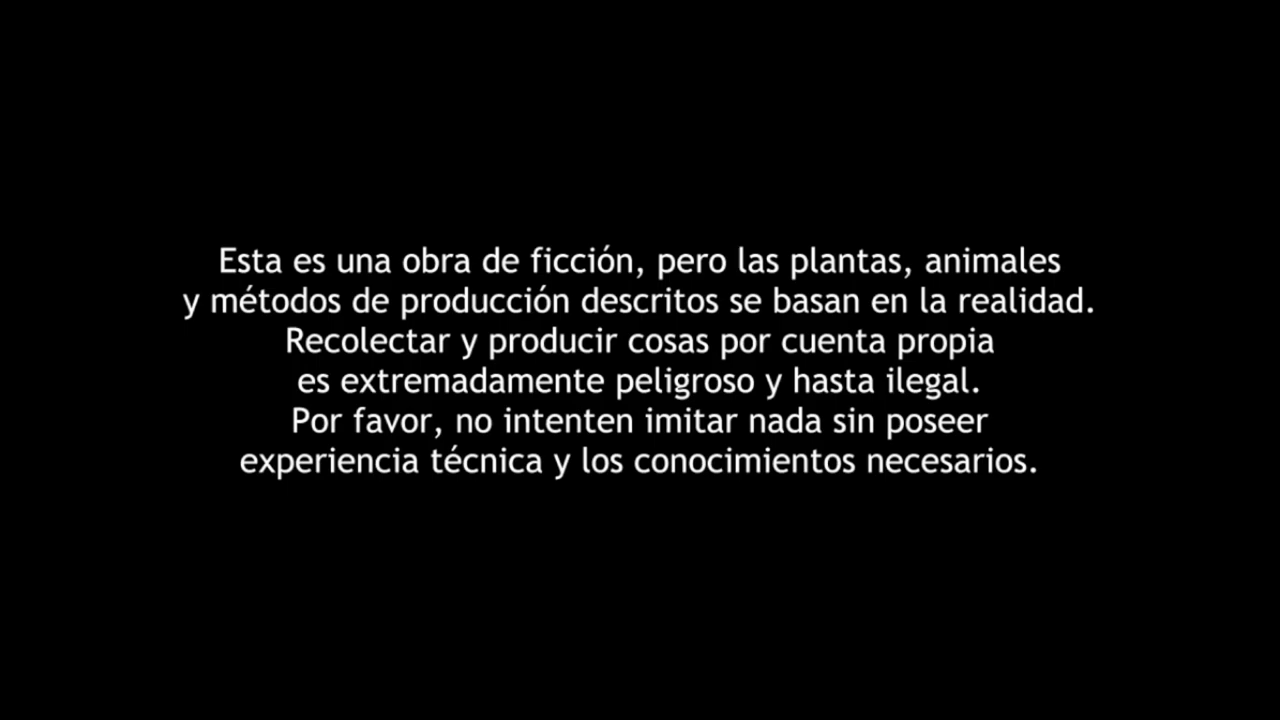 Esta es una obra de ficción, pero las plantas, animales
y métodos de producción descritos se basan en la realidad.
Recolectar y producir cosas por cuenta propia
es extremadamente peligroso y hasta ilegal.
Por favor, no intenten imitar nada sin poseer
experiencia técnica y los conocimientos necesarios.